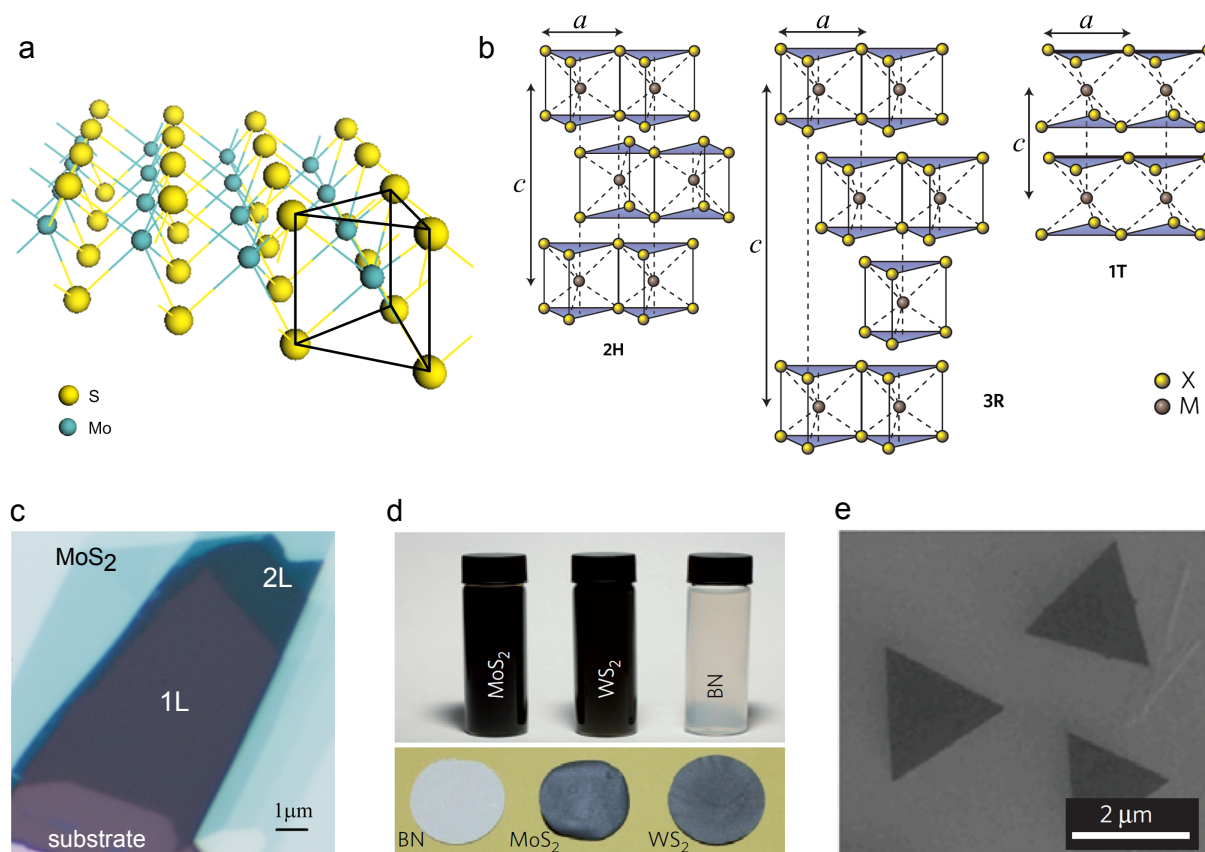 a
S
Mo
b
a
c
2H
a
c
3R
a
c
1T
X
M
c
MoS₂
2L
1L
1μm
substrate
d
MoS₂
WS₂
BN
BN
MoS₂
WS₂
e
2 μm